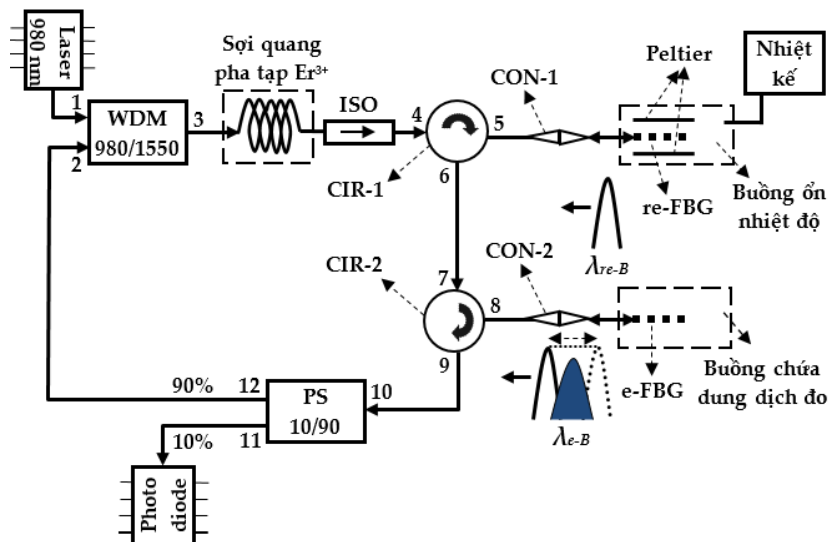 Laser
980 nm
Sợi quang
pha tạp Er³⁺
1
WDM
980/1550
2
3
ISO
4
5
6
CIR-1
CON-1
Peltier
Nhiệt
kế
re-FBG
Buồng ổn
nhiệt độ
λre-B
CIR-2
7
8
9
CON-2
e-FBG
Buồng chứa
dung dịch đo
λe-B
90%
12
PS
10/90
10
10%
11
Photo
diode